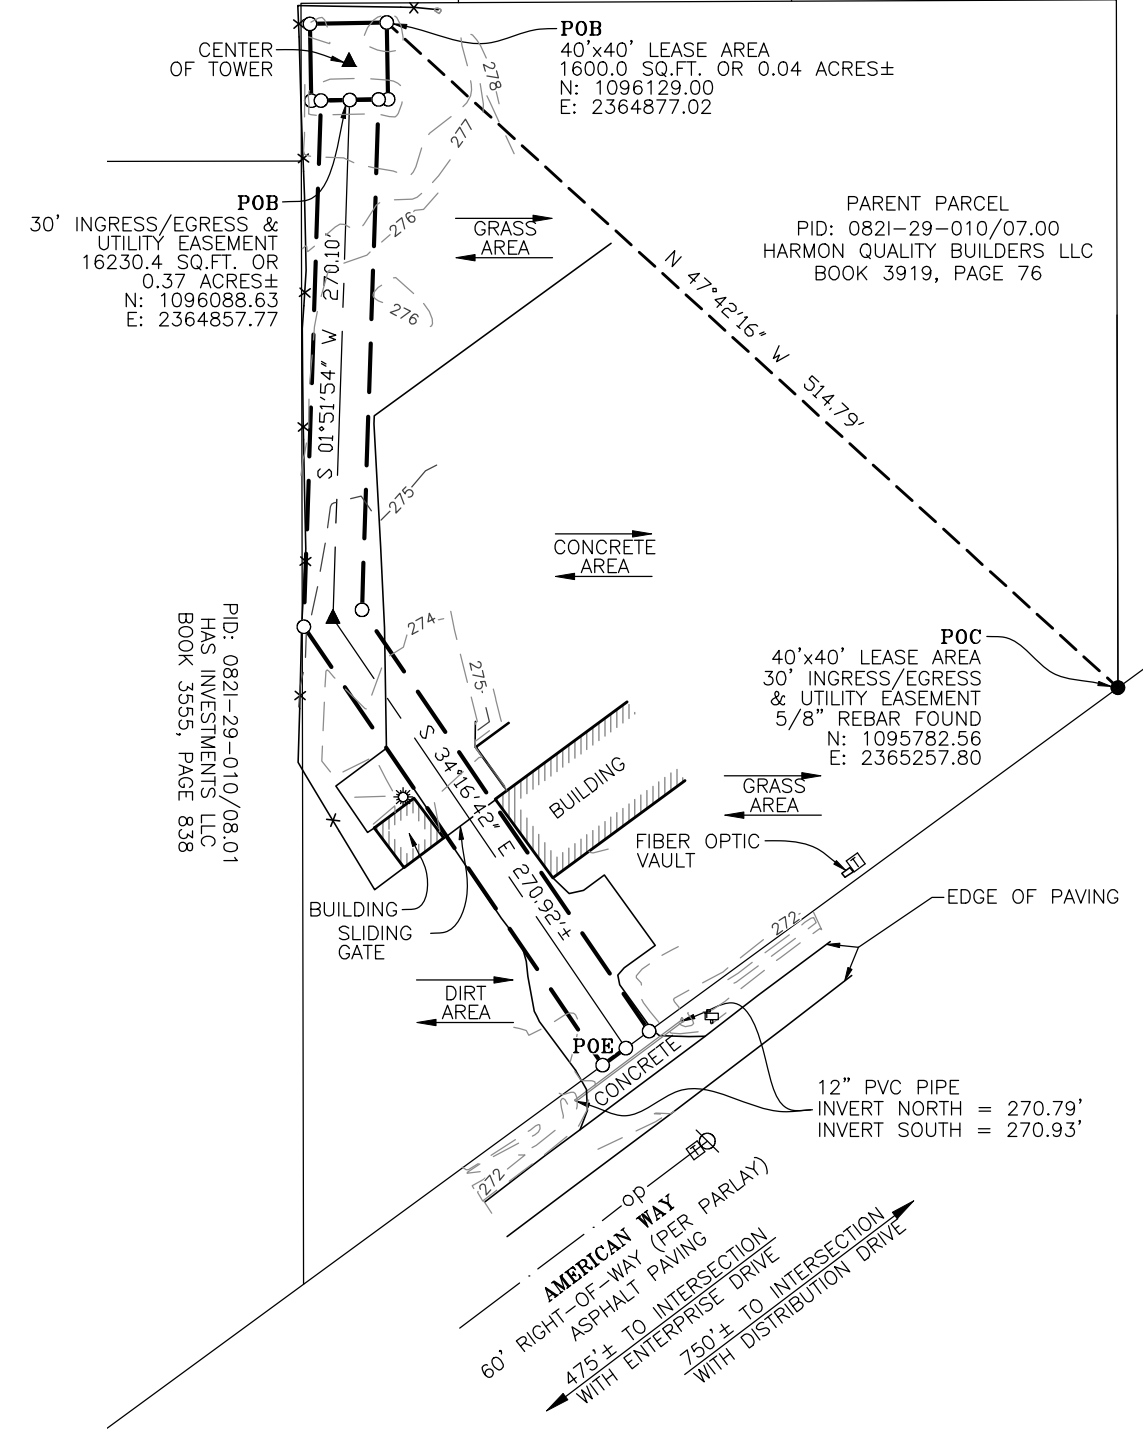 CENTER
OF TOWER
POB
40'x40' LEASE AREA
1600.0 SQ.FT. OR 0.04 ACRES±
N: 1096129.00
E: 2364877.02
278
277
276
276
POB
30' INGRESS/EGRESS &
UTILITY EASEMENT
16230.4 SQ.FT. OR
0.37 ACRES±
N: 1096088.63
E: 2364857.77
GRASS
AREA
PARENT PARCEL
PID: 082I-29-010/07.00
HARMON QUALITY BUILDERS LLC
BOOK 3919, PAGE 76
N 47°42'16" W 514.79'
S 01°51'54" W 270.10'
275
CONCRETE
AREA
274
275
PID: 082I-29-010/08.01
HAS INVESTMENTS LLC
BOOK 3555, PAGE 838
POC
40'x40' LEASE AREA
30' INGRESS/EGRESS
& UTILITY EASEMENT
5/8" REBAR FOUND
N: 1095782.56
E: 2365257.80
S 34°16'42" E 270.92'±
BUILDING
GRASS
AREA
FIBER OPTIC
VAULT
EDGE OF PAVING
BUILDING
SLIDING
GATE
272
DIRT
AREA
POE
CONCRETE
12" PVC PIPE
INVERT NORTH = 270.79'
INVERT SOUTH = 270.93'
272
op
AMERICAN WAY
60' RIGHT-OF-WAY (PER PARLAY)
ASPHALT PAVING
475'± TO INTERSECTION
WITH ENTERPRISE DRIVE
750'± TO INTERSECTION
WITH DISTRIBUTION DRIVE